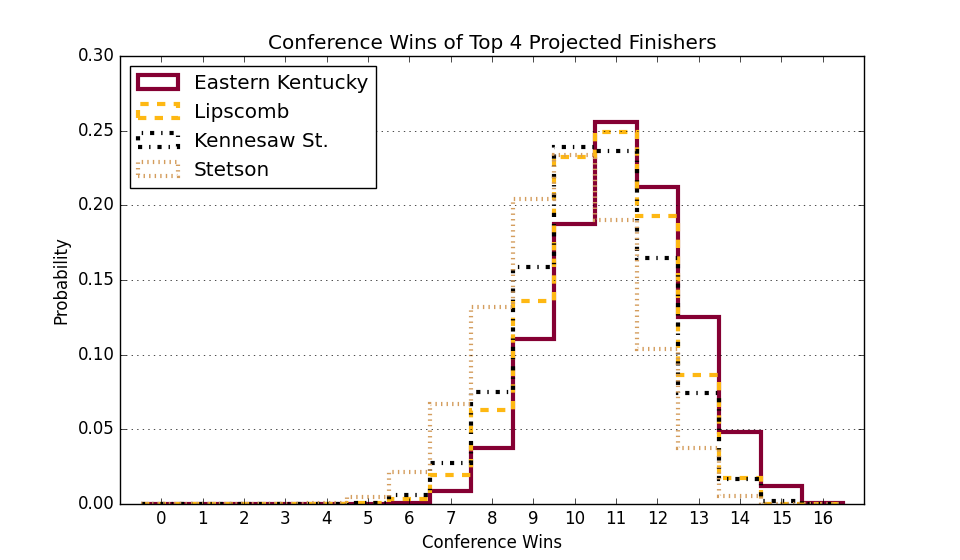 Conference Wins of Top 4 Projected Finishers
0.30
0.25
0.20
0.15
0.10
0.05
0.00
Probability
Eastern Kentucky
Lipscomb
Kennesaw St.
Stetson
0 1 2 3 4 5 6 7 8 9 10 11 12 13 14 15 16
Conference Wins